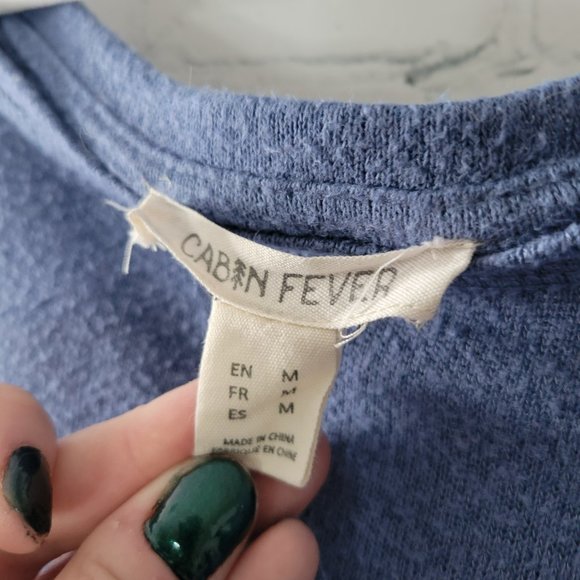 CABIN FEVER
EN M
FR M
ES M
MADE IN CHINA
FABRIQUÉ EN CHINE